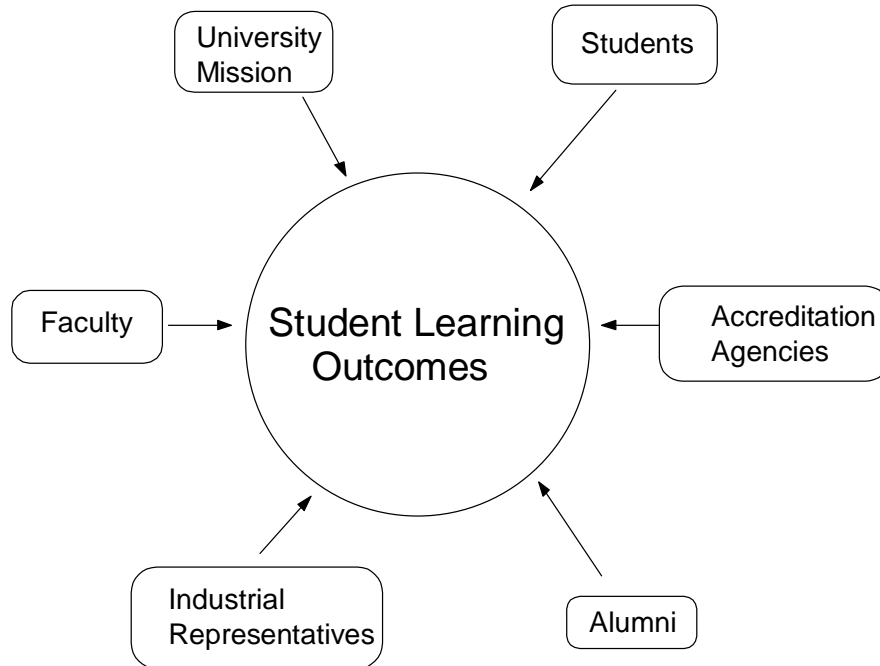 University
Mission
Students
Faculty
Student Learning
Outcomes
Accreditation
Agencies
Industrial
Representatives
Alumni